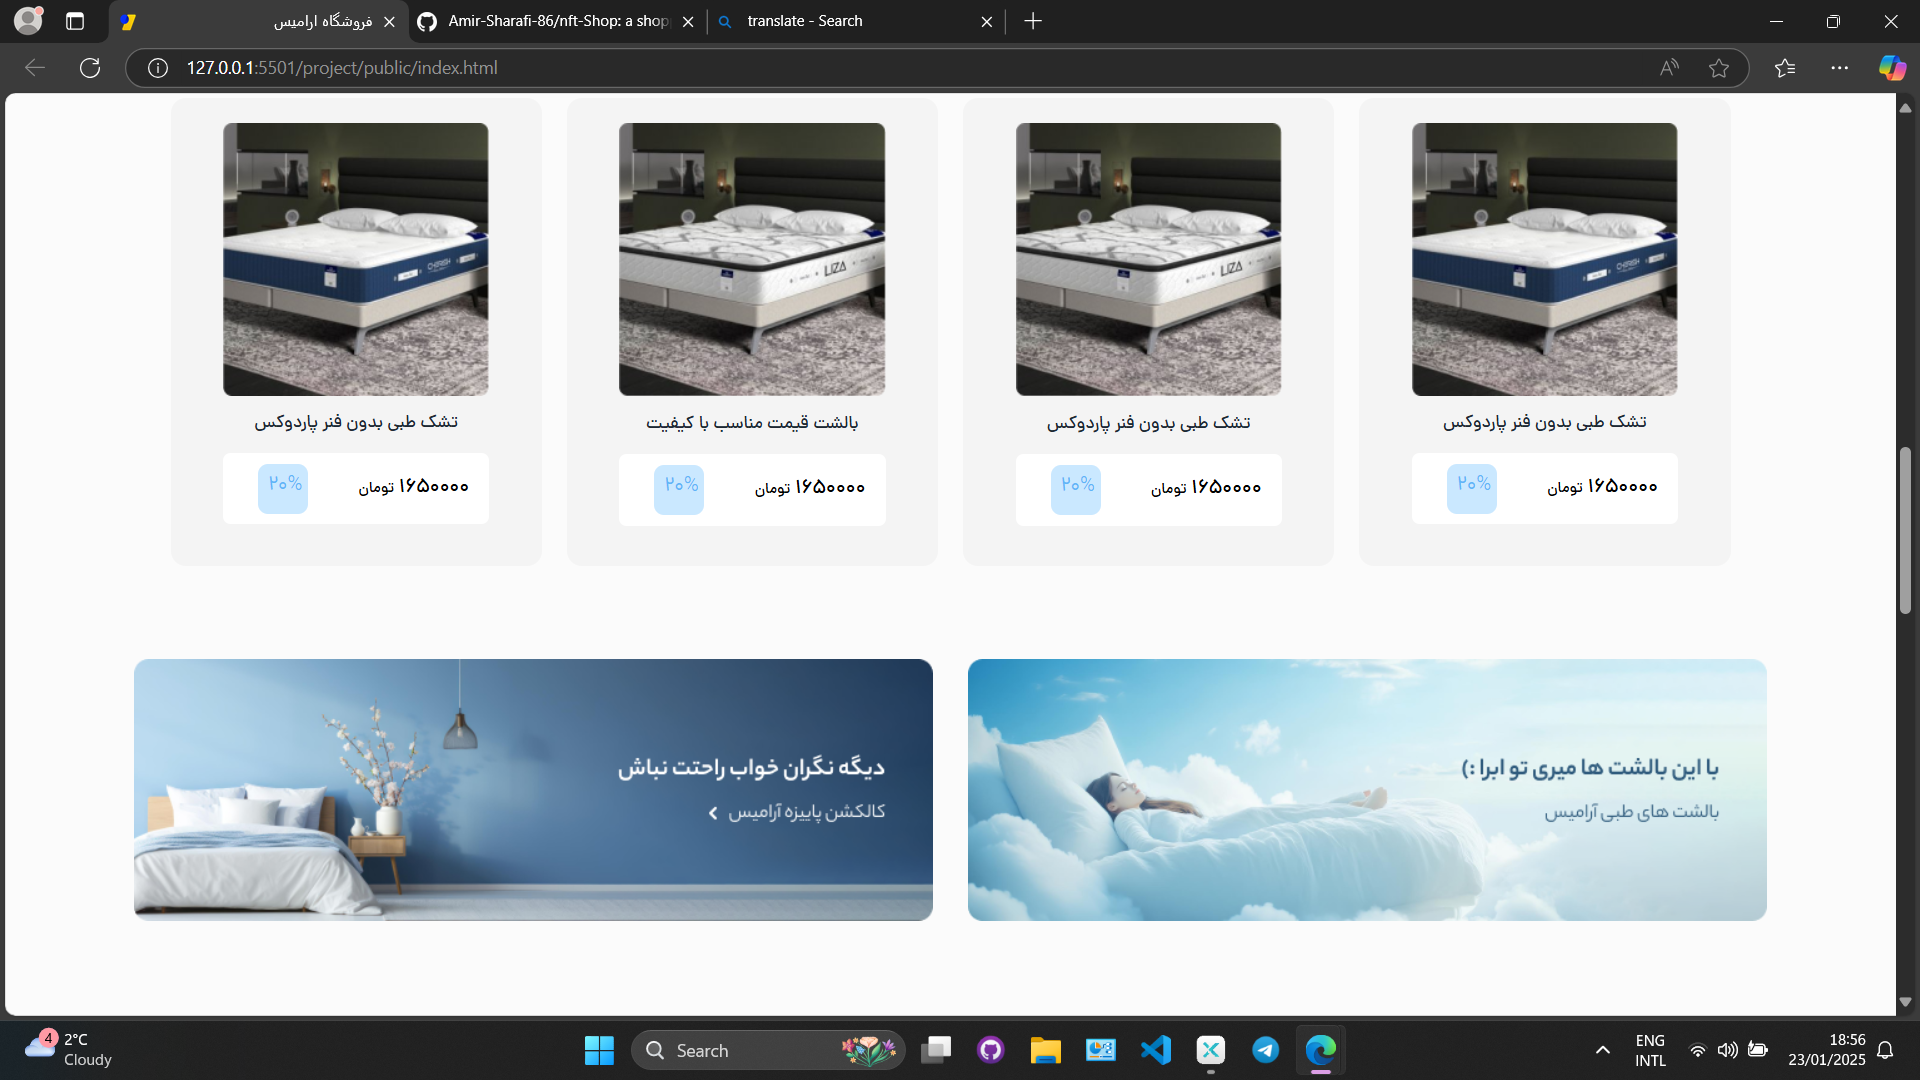 فروشگاه ارامیس
Amir-Sharafi-86/nft-Shop: a shop
translate - Search
127.0.0.1:5501/project/public/index.html
CHERISH
LIZA
LIZA
CHERISH
تشک طبی بدون فنر پاردوکس
بالشت قیمت مناسب با کیفیت
تشک طبی بدون فنر پاردوکس
تشک طبی بدون فنر پاردوکس
۱۶۵۰۰۰۰ تومان
۲۰%
۱۶۵۰۰۰۰ تومان
۲۰%
۱۶۵۰۰۰۰ تومان
۲۰%
۱۶۵۰۰۰۰ تومان
۲۰%
دیگه نگران خواب راحتت نباش
کالکشن پاییزه آرامیس
با این بالشت ها میری تو ابرا :)
بالشت های طبی آرامیس
4
2°C
Cloudy
Search
ENG
INTL
18:56
23/01/2025